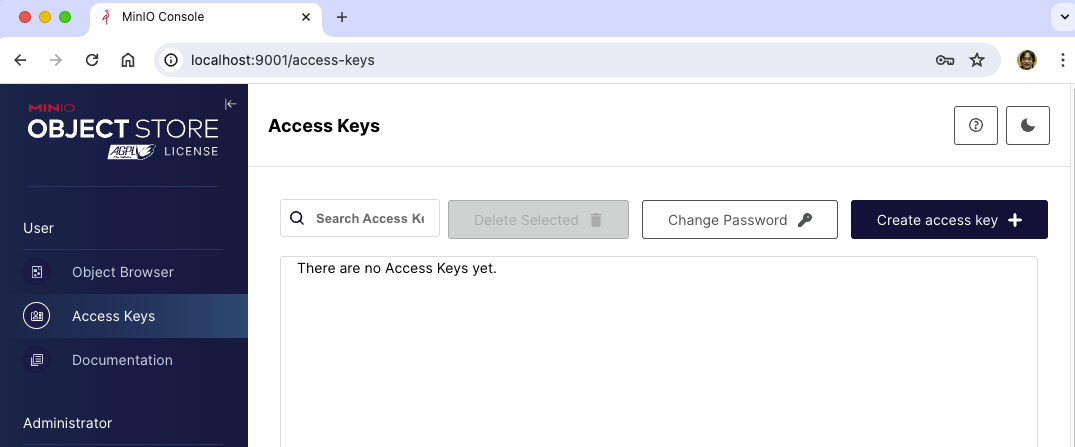 MinIO Console
localhost:9001/access-keys
MINIO
OBJECT STORE
AGPL
LICENSE
Access Keys
User
Object Browser
Access Keys
Documentation
Administrator
Search Access Ke
Delete Selected
Change Password
Create access key
There are no Access Keys yet.